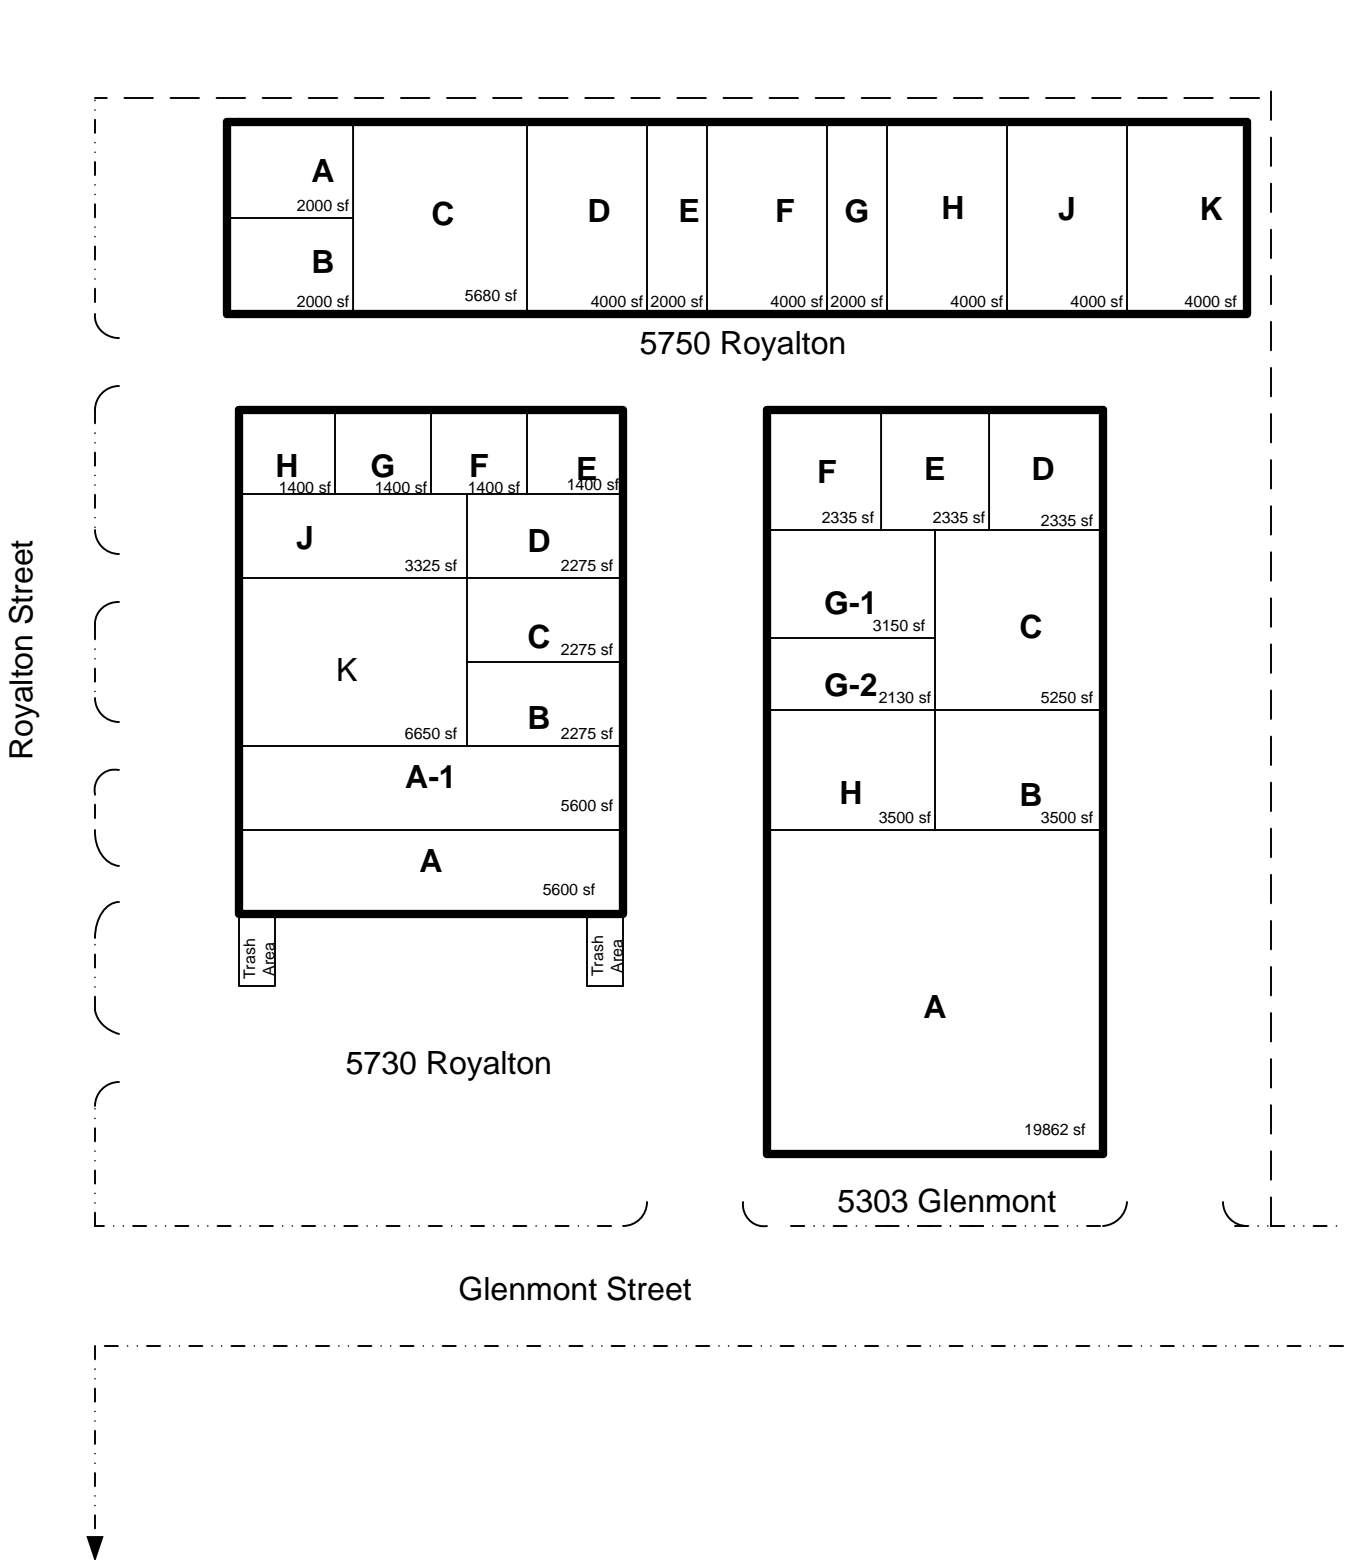 A
2000 sf
B
2000 sf
C
5680 sf
D
4000 sf
E
2000 sf
F
4000 sf
G
2000 sf
H
4000 sf
J
4000 sf
K
4000 sf
5750 Royalton
Royalton Street
H
1400 sf
G
1400 sf
F
1400 sf
E
1400 sf
J
3325 sf
D
2275 sf
K
6650 sf
C
2275 sf
B
2275 sf
A-1
5600 sf
A
5600 sf
Trash
Area
Trash
Area
5730 Royalton
F
2335 sf
E
2335 sf
D
2335 sf
G-1
3150 sf
C
5250 sf
G-2
2130 sf
H
3500 sf
B
3500 sf
A
19862 sf
5303 Glenmont
Glenmont Street